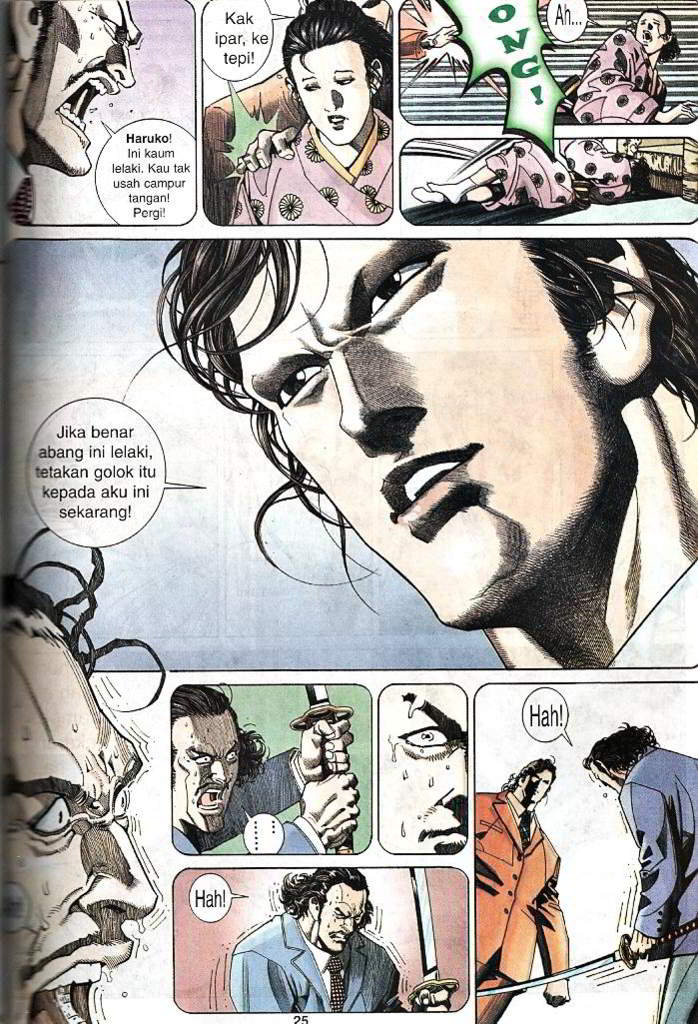 Haruko!
Ini kaum
lelaki. Kau tak
usah campur
tangan!
Pergi!
Kak
ipar, ke
tepi!
ONG!
Ah...
Jika benar
abang ini lelaki,
tetakan golok itu
kepada aku ini
sekarang!
Hah!
Hah!
25